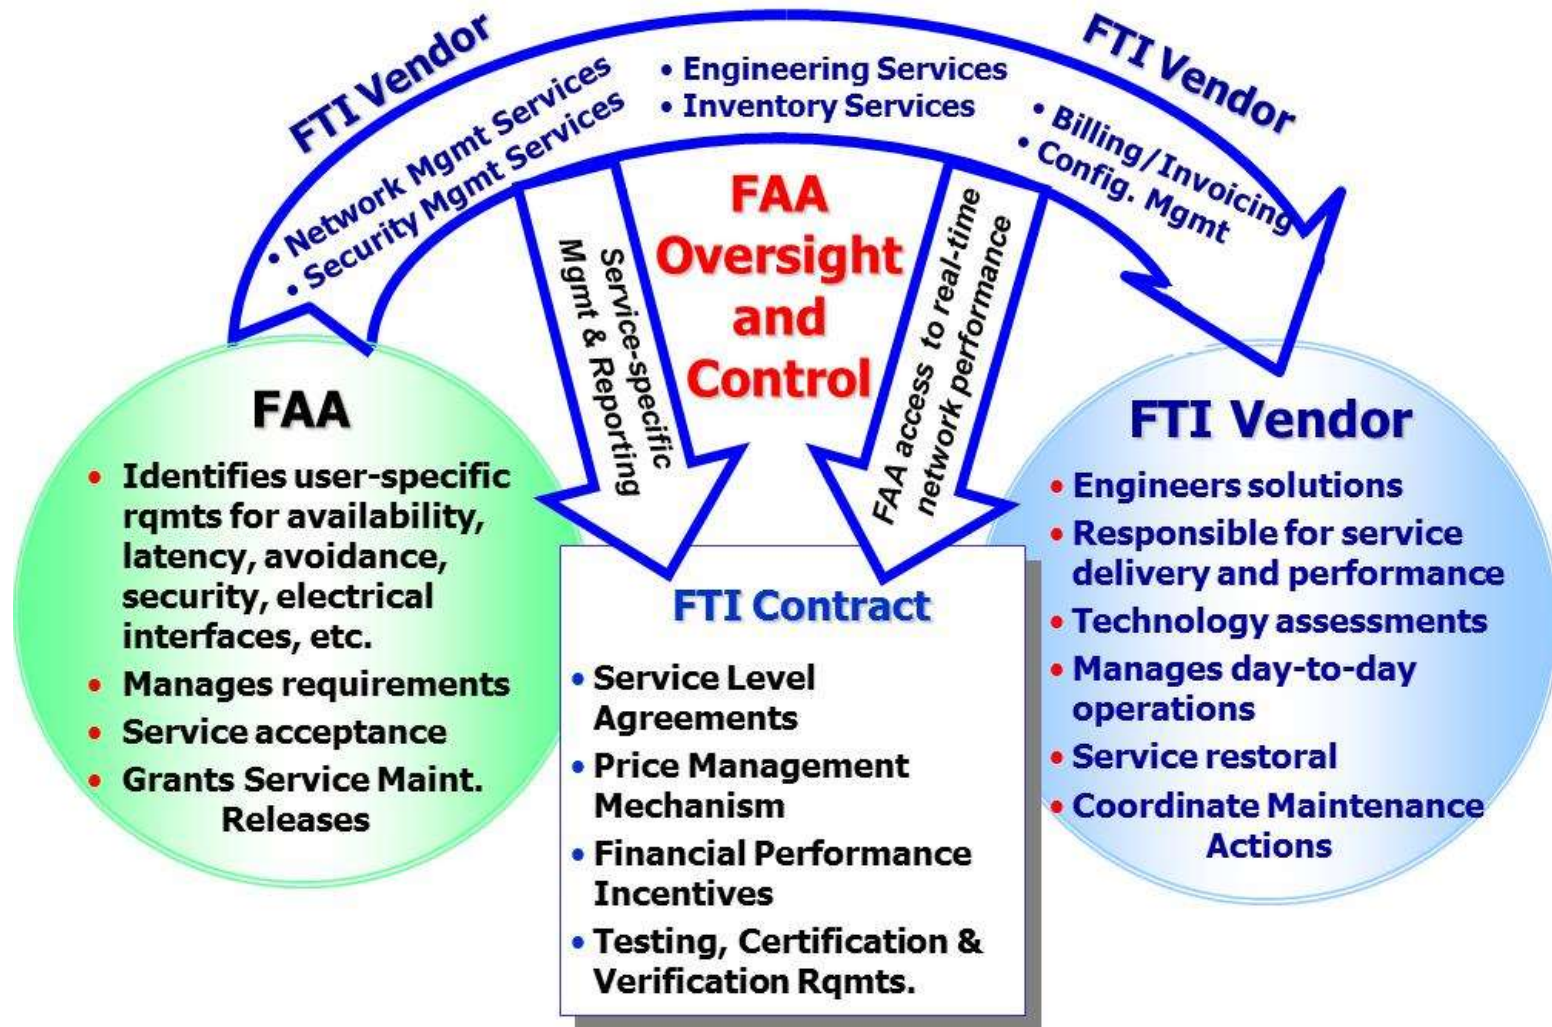 FTI Vendor
FTI Vendor
• Network Mgmt Services
• Security Mgmt Services
• Engineering Services
• Inventory Services
• Billing/Invoicing
• Config. Mgmt
Service-specific
Mgmt & Reporting
FAA
Oversight
and
Control
FAA access to real-time
network performance
FAA
• Identifies user-specific
rqmts for availability,
latency, avoidance,
security, electrical
interfaces, etc.
• Manages requirements
• Service acceptance
• Grants Service Maint.
Releases
FTI Contract
• Service Level
Agreements
• Price Management
Mechanism
• Financial Performance
Incentives
• Testing, Certification &
Verification Rqmts.
FTI Vendor
• Engineers solutions
• Responsible for service
delivery and performance
• Technology assessments
• Manages day-to-day
operations
• Service restoral
• Coordinate Maintenance
Actions